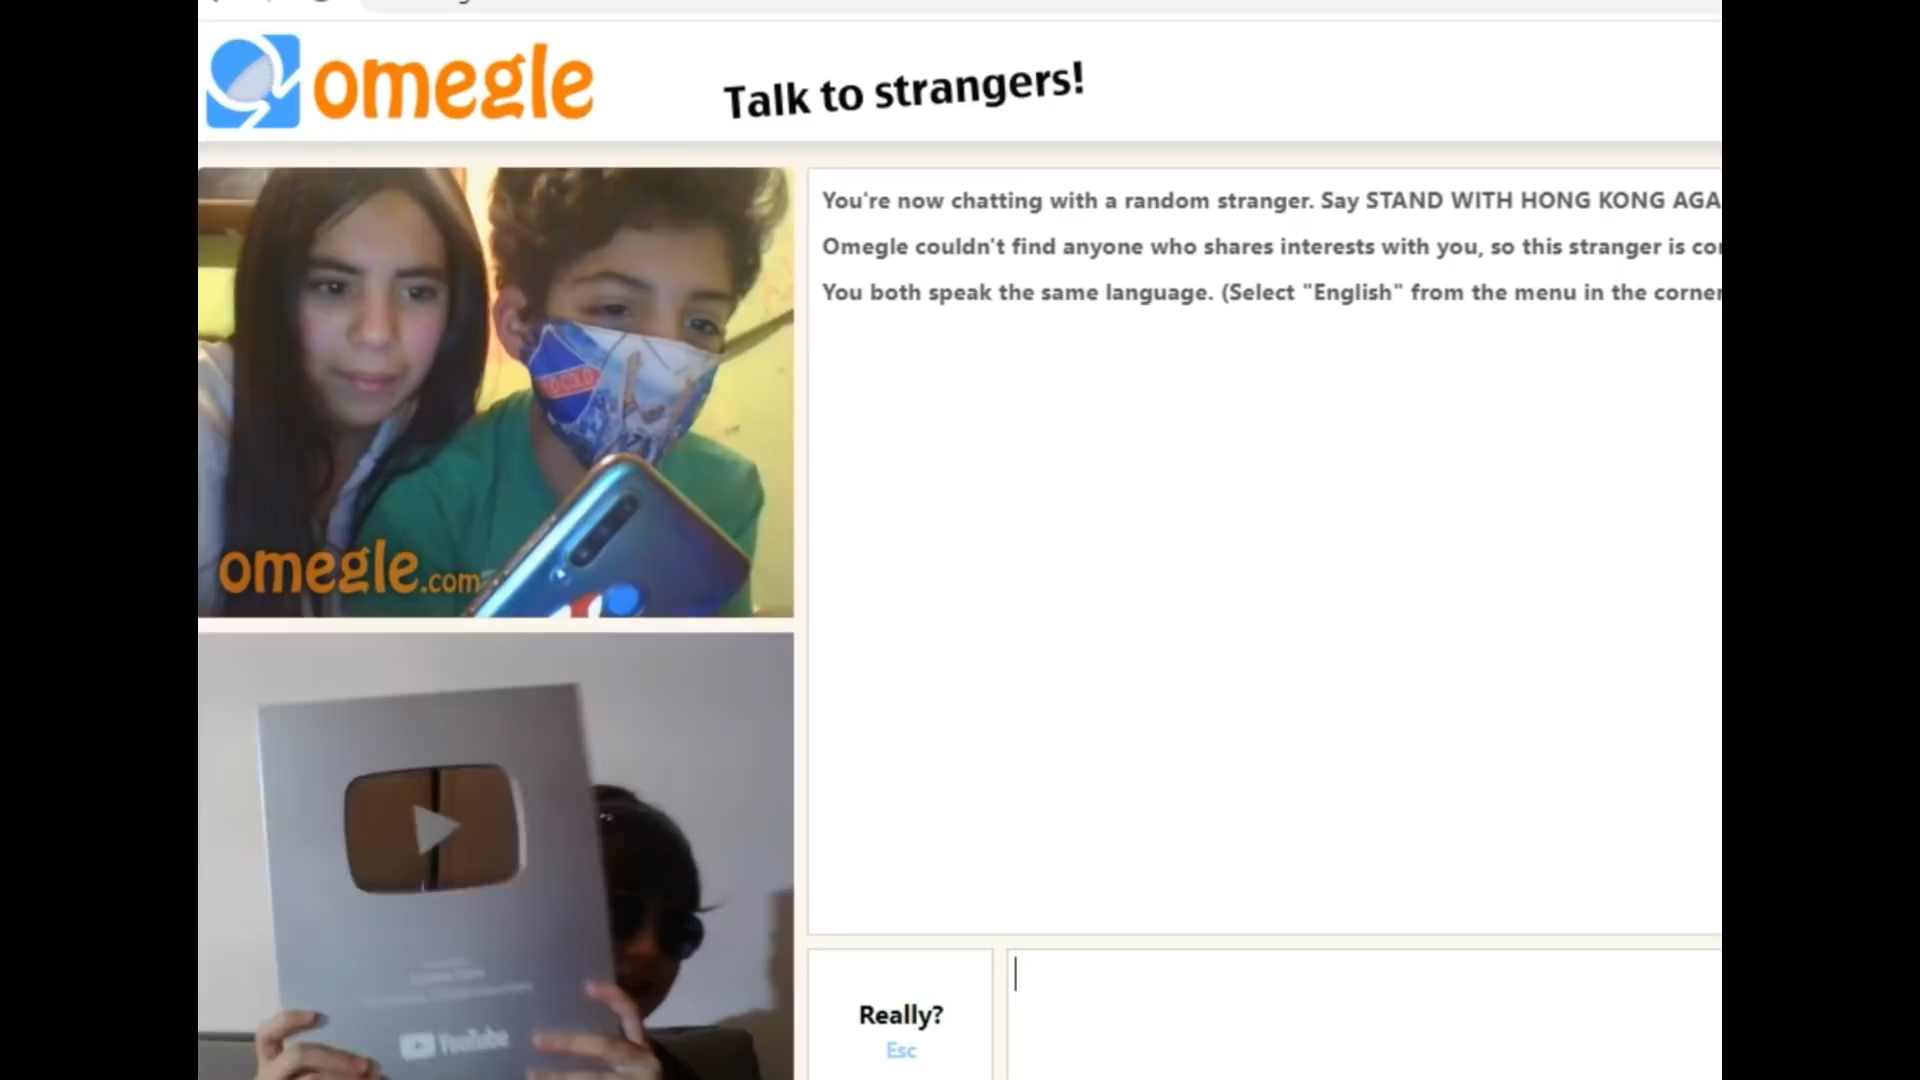 omegle
Talk to strangers!
You're now chatting with a random stranger. Say STAND WITH HONG KONG AGA
Omegle couldn't find anyone who shares interests with you, so this stranger is cor
You both speak the same language. (Select "English" from the menu in the corner
omegle.com
YouTube
Really?
Esc